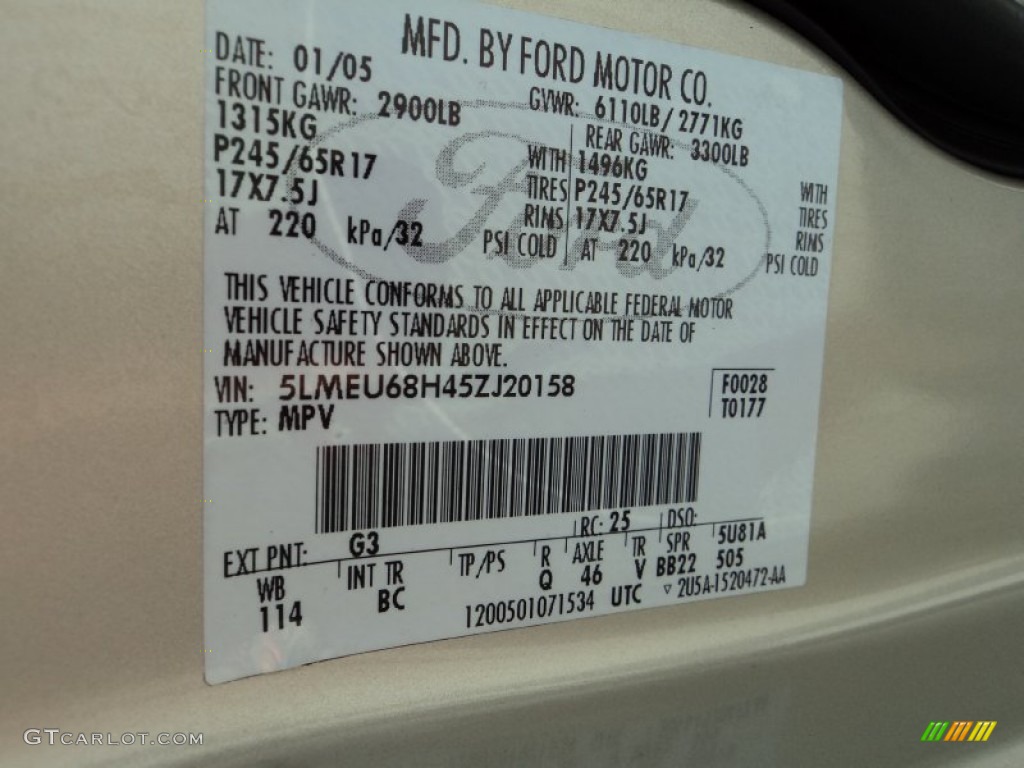 MFD. BY FORD MOTOR CO.
DATE: 01/05 GVWR: 6110LB/2771KG
FRONT GAWR: 2900LB REAR GAWR: 3300LB
1315KG WITH 1496KG WITH
P245/65R17 TIRES P245/65R17 TIRES
17X7.5J RINS 17X7.5J RINS
AT 220 kPa/32 PSI COLD AT 220 kPa/32 PSI COLD
Ford
THIS VEHICLE CONFORMS TO ALL APPLICABLE FEDERAL MOTOR
VEHICLE SAFETY STANDARDS IN EFFECT ON THE DATE OF
MANUFACTURE SHOWN ABOVE.
VIN: 5LMEU68H45ZJ20158 F0028
TYPE: MPV T0177
EXT PNT: G3 RC: 25 DSO:
WB INT TR TP/PS R AXLE TR SPR 5U81A
114 BC Q 46 V BB22 505
1200501071534 UTC ▽ 2U5A-1520472-AA
GTCARLOT.COM